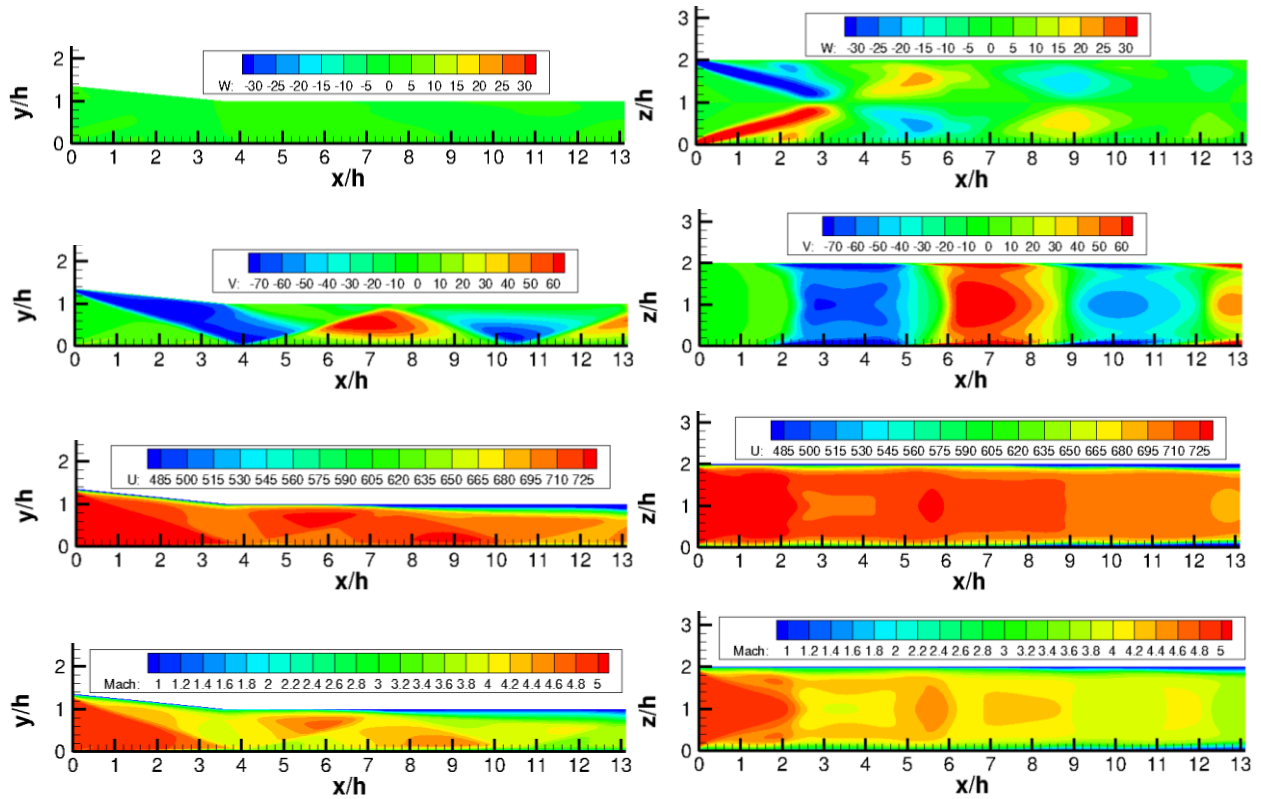 2
1
0
y/h
W: -30 -25 -20 -15 -10 -5 0 5 10 15 20 25 30
0 1 2 3 4 5 6 7 8 9 10 11 12 13
x/h
3
2
1
0
z/h
W: -30 -25 -20 -15 -10 -5 0 5 10 15 20 25 30
0 1 2 3 4 5 6 7 8 9 10 11 12 13
x/h
2
1
0
y/h
V: -70 -60 -50 -40 -30 -20 -10 0 10 20 30 40 50 60
0 1 2 3 4 5 6 7 8 9 10 11 12 13
x/h
3
2
1
0
z/h
V: -70 -60 -50 -40 -30 -20 -10 0 10 20 30 40 50 60
0 1 2 3 4 5 6 7 8 9 10 11 12 13
x/h
2
1
0
y/h
U: 485 500 515 530 545 560 575 590 605 620 635 650 665 680 695 710 725
0 1 2 3 4 5 6 7 8 9 10 11 12 13
x/h
3
2
1
0
z/h
U: 485 500 515 530 545 560 575 590 605 620 635 650 665 680 695 710 725
0 1 2 3 4 5 6 7 8 9 10 11 12 13
x/h
2
1
0
y/h
Mach: 1 1.2 1.4 1.6 1.8 2 2.2 2.4 2.6 2.8 3 3.2 3.4 3.6 3.8 4 4.2 4.4 4.6 4.8 5
0 1 2 3 4 5 6 7 8 9 10 11 12 13
x/h
3
2
1
0
z/h
Mach: 1 1.2 1.4 1.6 1.8 2 2.2 2.4 2.6 2.8 3 3.2 3.4 3.6 3.8 4 4.2 4.4 4.6 4.8 5
0 1 2 3 4 5 6 7 8 9 10 11 12 13
x/h